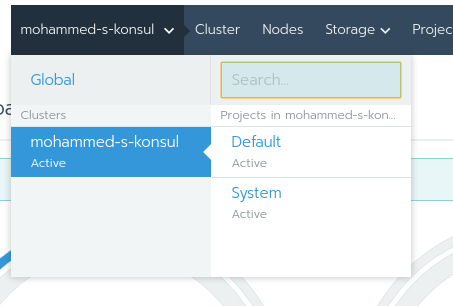 mohammed-s-konsul Cluster Nodes Storage Projec
Global Search...
Clusters Projects in mohammed-s-kon...
mohammed-s-konsul Default
Active Active
System
Active